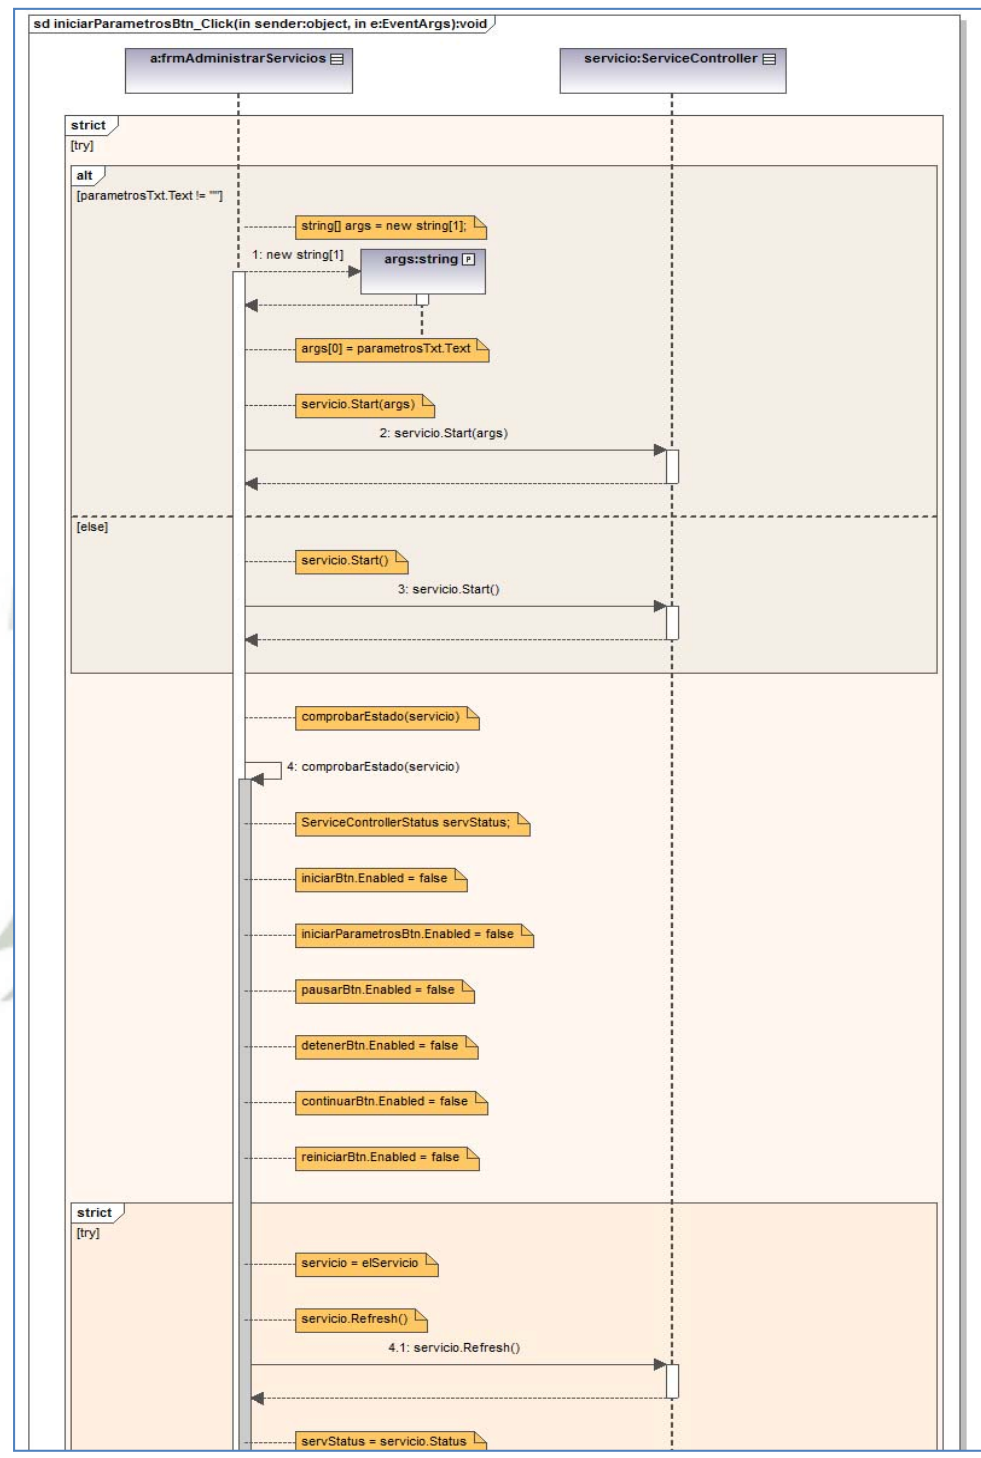 sd iniciarParametrosBtn_Click(in sender:object, in e:EventArgs):void
a:frmAdministrarServicios
servicio:ServiceController
strict
[try]
alt
[parametrosTxt.Text != ""]
string[] args = new string[1];
1: new string[1]
args:string
P
args[0] = parametrosTxt.Text
servicio.Start(args)
2: servicio.Start(args)
[else]
servicio.Start()
3: servicio.Start()
comprobarEstado(servicio)
4: comprobarEstado(servicio)
ServiceControllerStatus servStatus;
iniciarBtn.Enabled = false
iniciarParametrosBtn.Enabled = false
pausarBtn.Enabled = false
detenerBtn.Enabled = false
continuarBtn.Enabled = false
reiniciarBtn.Enabled = false
strict
[try]
servicio = elServicio
servicio.Refresh()
4.1: servicio.Refresh()
servStatus = servicio.Status